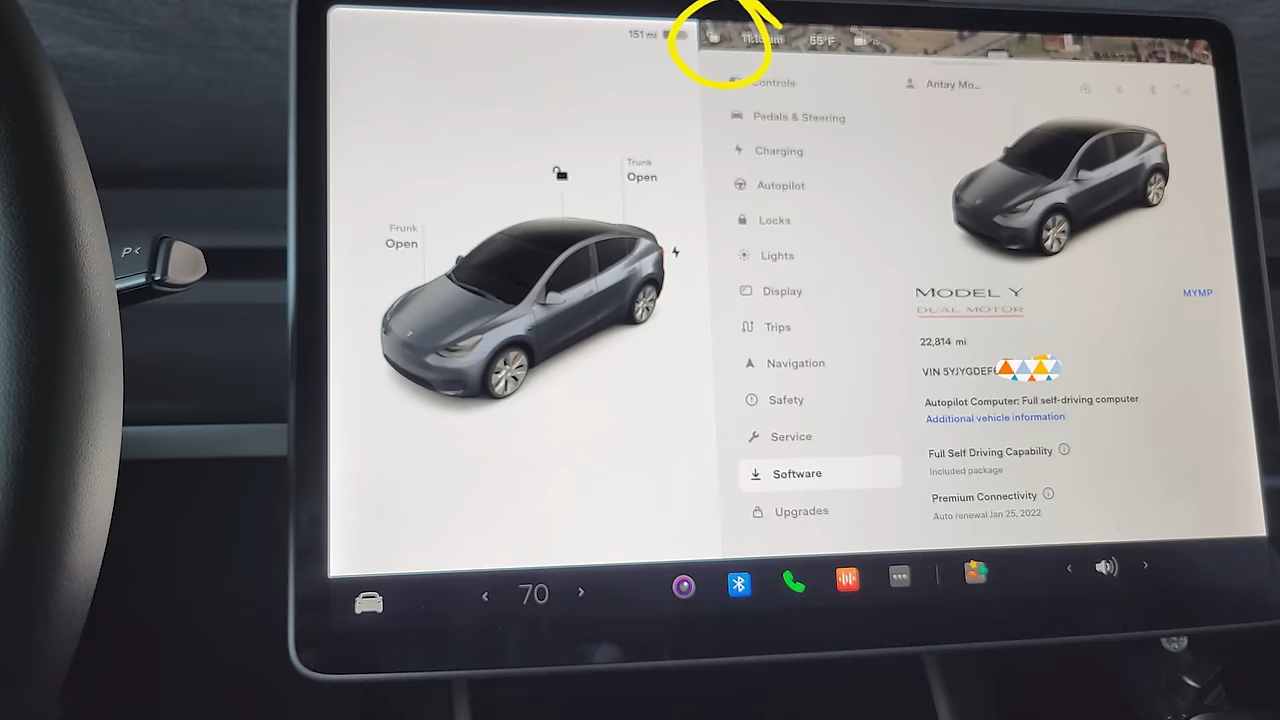 P<
151 mi
55°F
Trunk
Open
Frunk
Open
Controls
Pedals & Steering
Charging
Autopilot
Locks
Lights
Display
Trips
Navigation
Safety
Service
Software
Upgrades
Antay Mo...
MODEL Y
DUAL MOTOR
MYMP
22,814 mi
VIN 5YJYGDEF
Autopilot Computer: Full self-driving computer
Additional vehicle information
Full Self Driving Capability
Included package
Premium Connectivity
Auto renewal Jan 25, 2022
< 70 >
< >